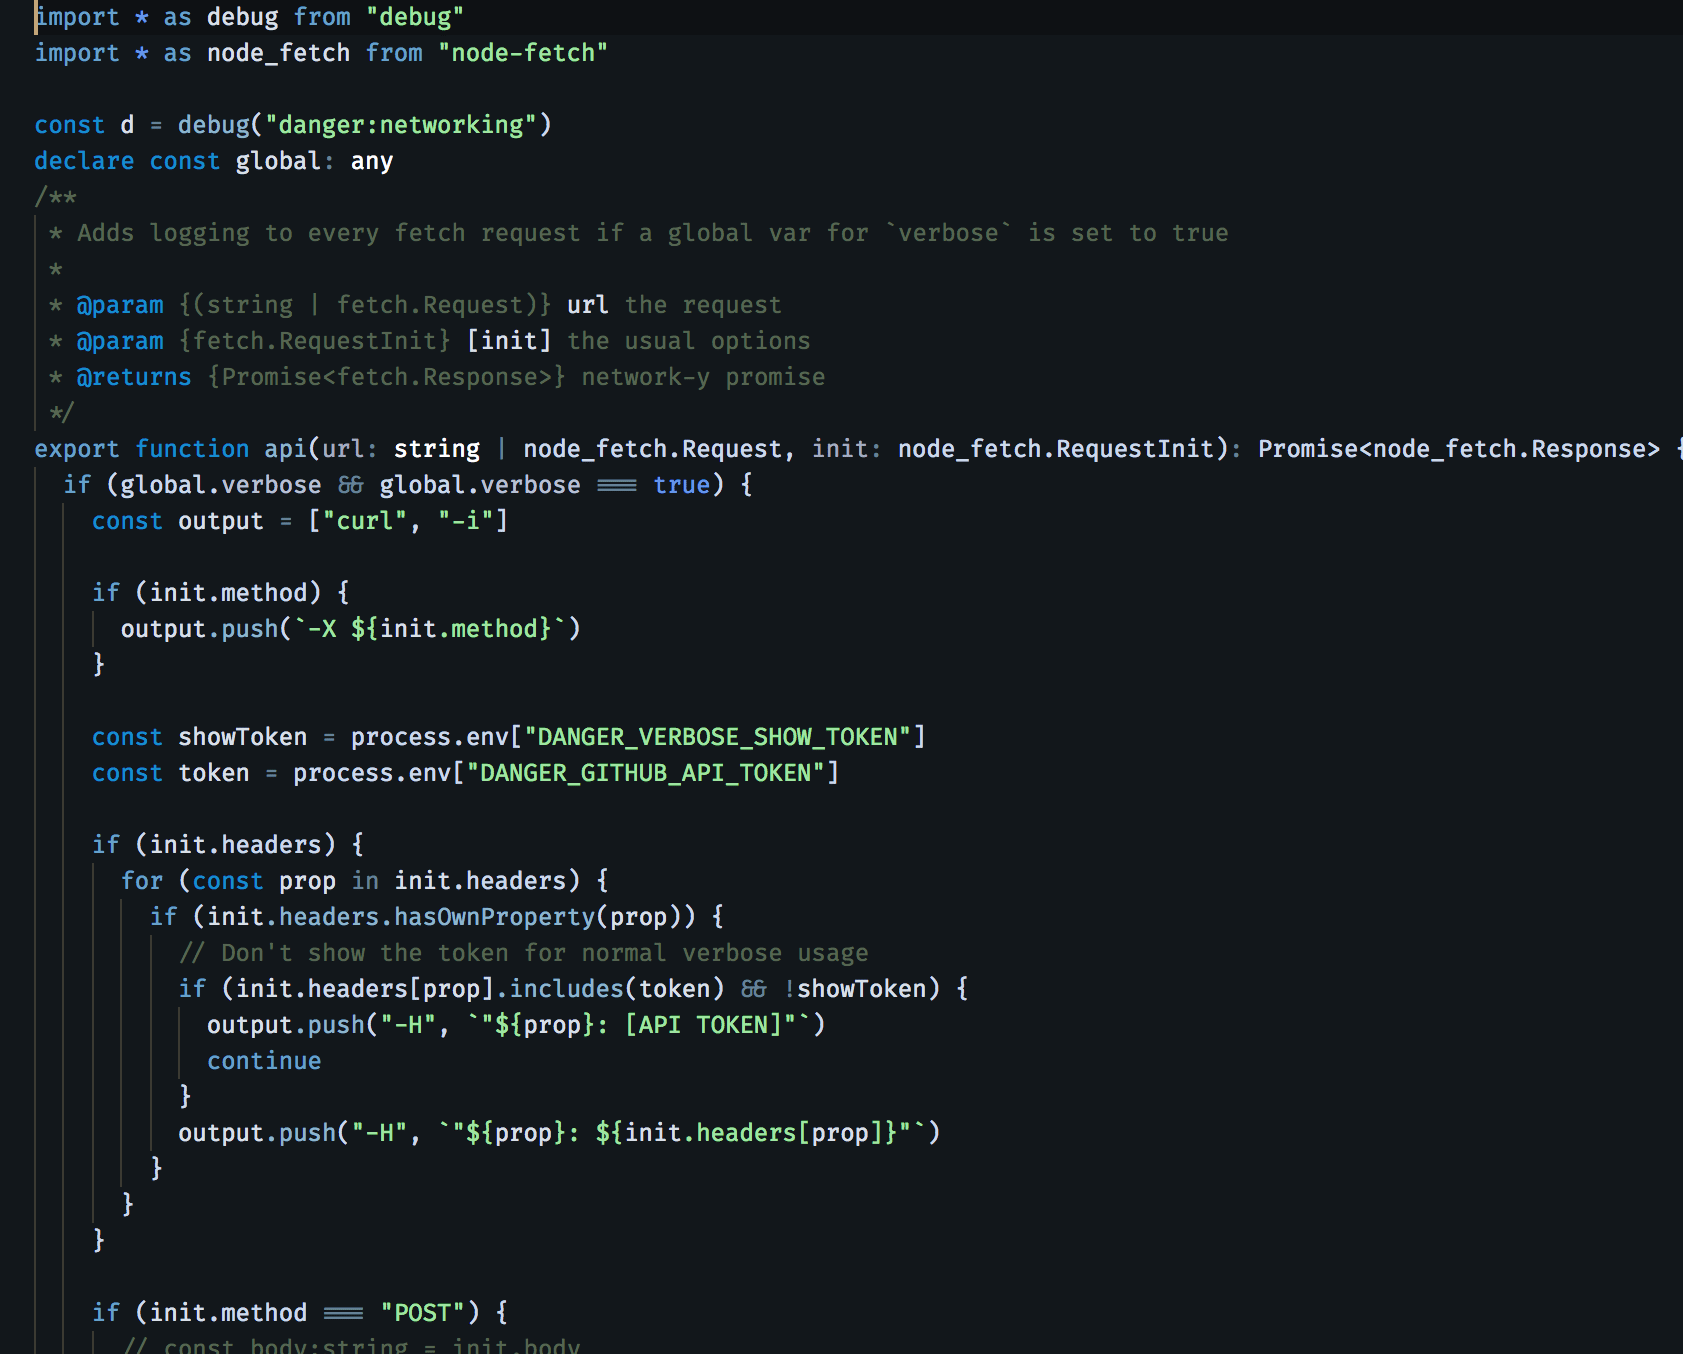 import * as debug from "debug"
import * as node_fetch from "node-fetch"
const d = debug("danger:networking")
declare const global: any
/**
* Adds logging to every fetch request if a global var for `verbose` is set to true
*
* @param {(string | fetch.Request)} url the request
* @param {fetch.RequestInit} [init] the usual options
* @returns {Promise<fetch.Response>} network-y promise
*/
export function api(url: string | node_fetch.Request, init: node_fetch.RequestInit): Promise<node_fetch.Response> {
if (global.verbose && global.verbose === true) {
const output = ["curl", "-i"]
if (init.method) {
output.push(`-X ${init.method}`)
}
const showToken = process.env["DANGER_VERBOSE_SHOW_TOKEN"]
const token = process.env["DANGER_GITHUB_API_TOKEN"]
if (init.headers) {
for (const prop in init.headers) {
if (init.headers.hasOwnProperty(prop)) {
// Don't show the token for normal verbose usage
if (init.headers[prop].includes(token) && !showToken) {
output.push("-H", `"${prop}: [API TOKEN]"`)
continue
}
output.push("-H", `"${prop}: ${init.headers[prop]}"`)
}
}
}
if (init.method === "POST") {
// const body:string = init.body